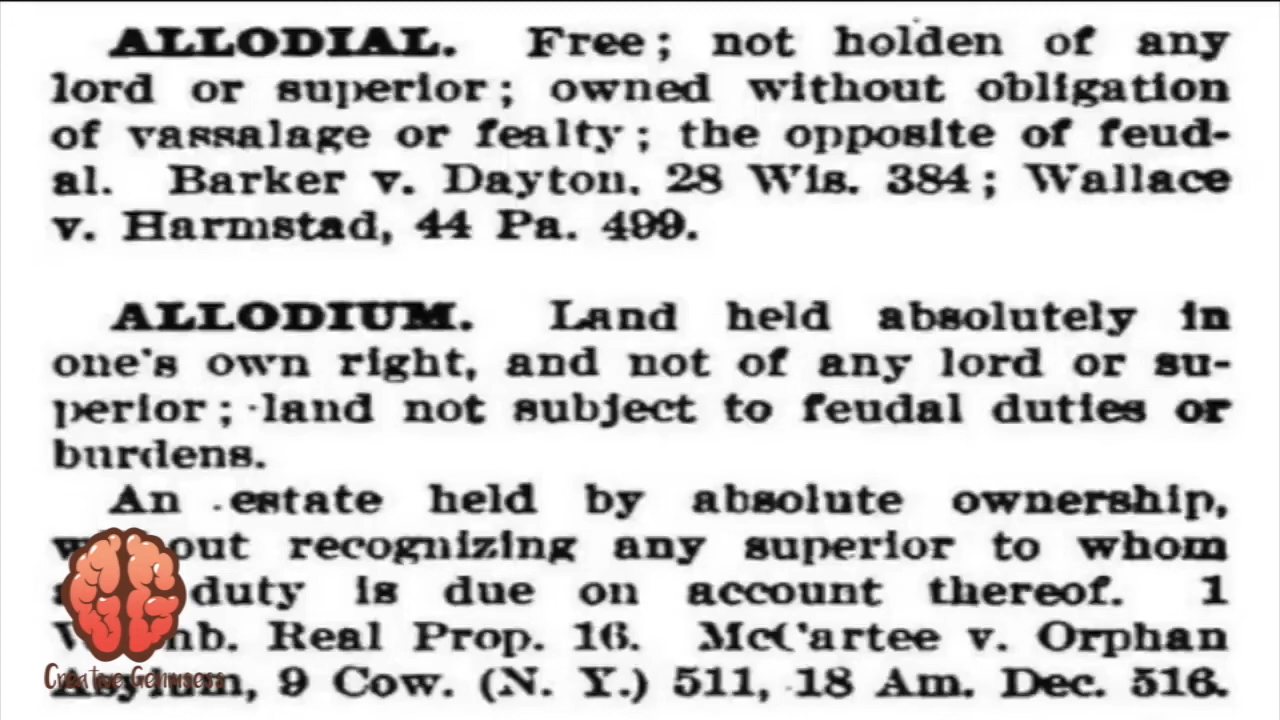 ALLODIAL. Free; not holden of any
lord or superior; owned without obligation
of vassalage or fealty; the opposite of feud-
al. Barker v. Dayton, 28 Wis. 384; Wallace
v. Harmstad, 44 Pa. 499.
ALLODIUM. Land held absolutely in
one's own right, and not of any lord or su-
perior; land not subject to feudal duties or
burdens.
An estate held by absolute ownership,
without recognizing any superior to whom
duty is due on account thereof. 1
Real Prop. 16. McCartee v. Orphan
Asylum, 9 Cow. (N. Y.) 511, 18 Am. Dec. 516.
Creative